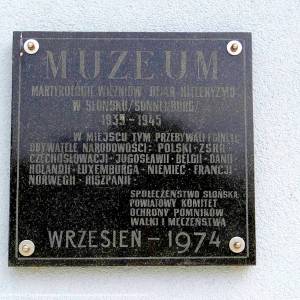 MUZEUM
MARTYROLOGII WIĘŹNIÓW OFIAR HITLERYZMU
W SŁOŃSKU/SONNENBURG/
1939 - 1945
W MIEJSCU TYM PRZEBYWALI I GINĘLI
OBYWATELE NARODOWOŚCI: POLSKI-ZSRR
CZECHOSŁOWACJI-JUGOSŁAWII-BELGII-DANII
HOLANDII-LUXEMBURGA-NIEMIEC-FRANCJI
NORWEGII-HISZPANII
SPOŁECZEŃSTWO SŁOŃSKA
POWIATOWY KOMITET
OCHRONY POMNIKÓW
WALKI I MĘCZEŃSTWA
WRZESIEŃ-1974